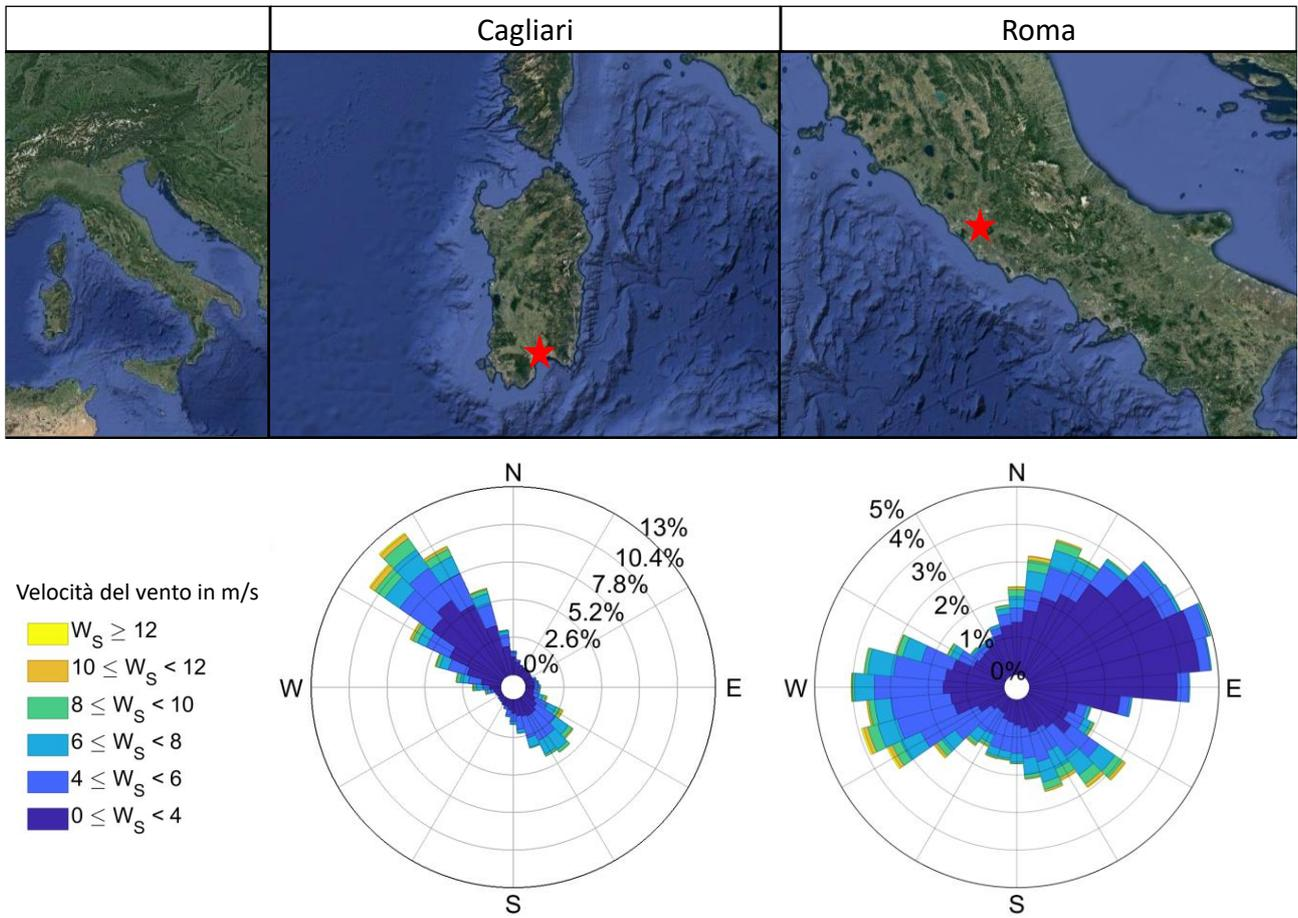 Cagliari
Roma
N
13%
10.4%
7.8%
5.2%
2.6%
0%
W
E
S
N
5%
4%
3%
2%
1%
0%
W
E
S
Velocità del vento in m/s
W_S ≥ 12
10 ≤ W_S < 12
8 ≤ W_S < 10
6 ≤ W_S < 8
4 ≤ W_S < 6
0 ≤ W_S < 4